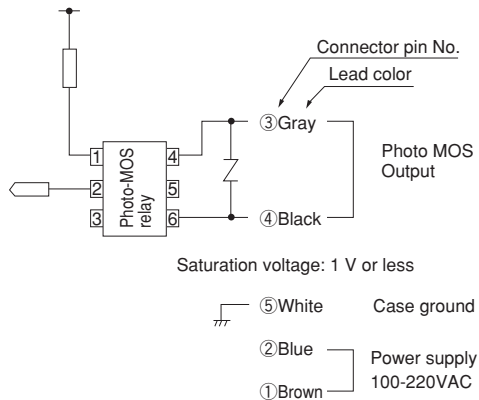 Connector pin No.
Lead color
③Gray
1
4
Photo-MOS
relay
2
5
3
6
Photo MOS
Output
④Black
Saturation voltage: 1 V or less
⑤White
Case ground
②Blue
Power supply
100-220VAC
①Brown